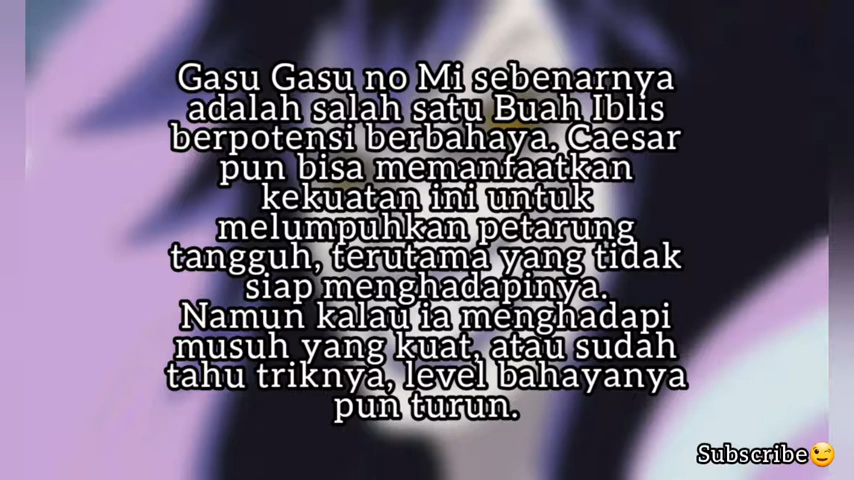 Gasu Gasu no Mi sebenarnya
adalah salah satu Buah Iblis
berpotensi berbahaya. Caesar
pun bisa memanfaatkan
kekuatan ini untuk
melumpuhkan petarung
tangguh, terutama yang tidak
siap menghadapinya.
Namun kalau ia menghadapi
musuh yang kuat, atau sudah
tahu triknya, level bahayanya
pun turun.
Subscribe😉